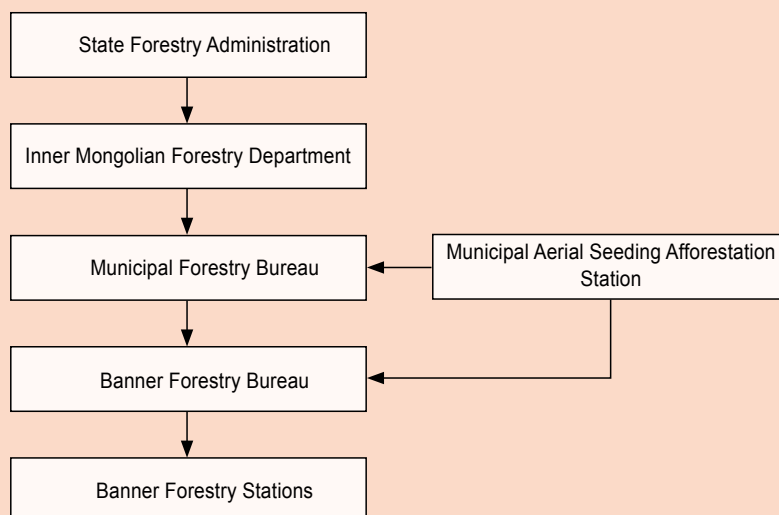 State Forestry Administration
Inner Mongolian Forestry Department
Municipal Forestry Bureau
Municipal Aerial Seeding Afforestation
Station
Banner Forestry Bureau
Banner Forestry Stations